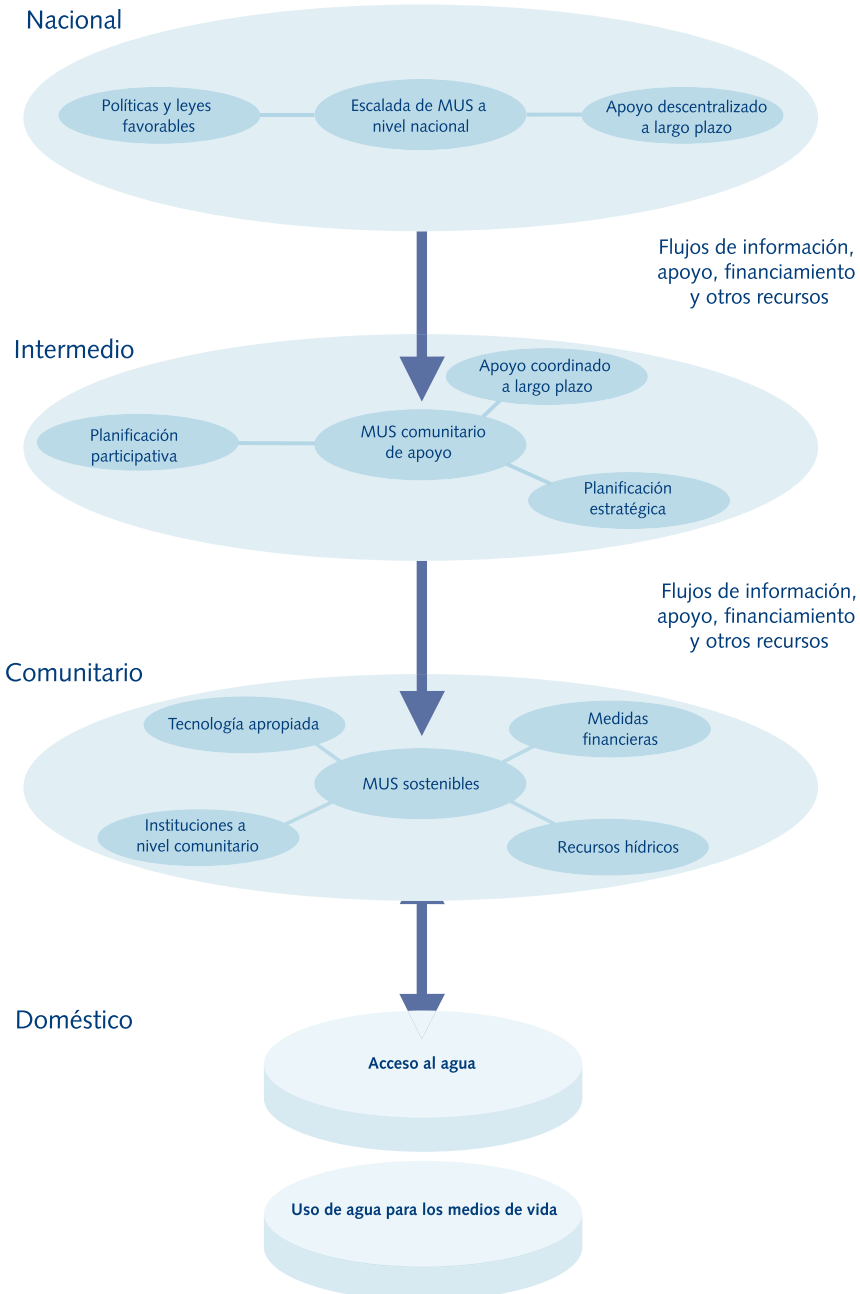 Nacional
Políticas y leyes
favorables
Escalada de MUS a
nivel nacional
Apoyo descentralizado
a largo plazo
Flujos de información,
apoyo, financiamiento
y otros recursos
Intermedio
Apoyo coordinado
a largo plazo
Planificación
participativa
MUS comunitario
de apoyo
Planificación
estratégica
Flujos de información,
apoyo, financiamiento
y otros recursos
Comunitario
Tecnología apropiada
Medidas
financieras
MUS sostenibles
Instituciones a
nivel comunitario
Recursos hídricos
Doméstico
Acceso al agua
Uso de agua para los medios de vida